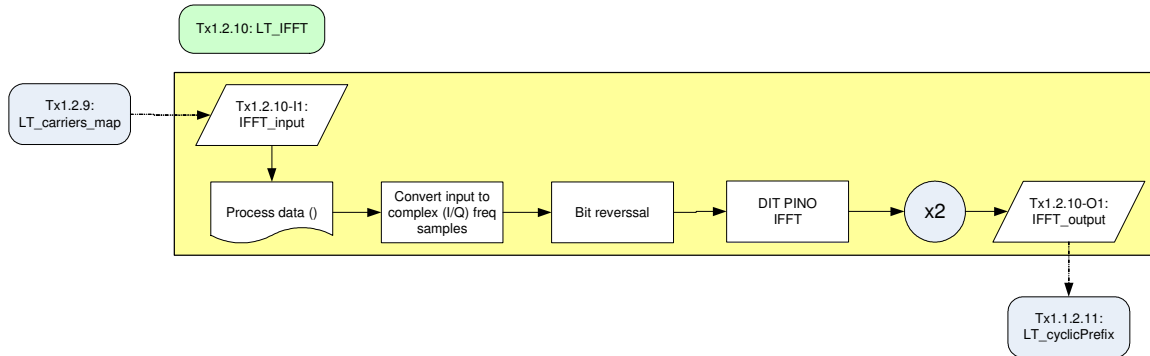 Tx1.2.10: LT_IFFT
Tx1.2.9:
LT_carriers_map
Tx1.2.10-I1:
IFFT_input
Process data ()
Convert input to
complex (I/Q) freq
samples
Bit reverssal
DIT PINO
IFFT
x2
Tx1.2.10-O1:
IFFT_output
Tx1.1.2.11:
LT_cyclicPrefix